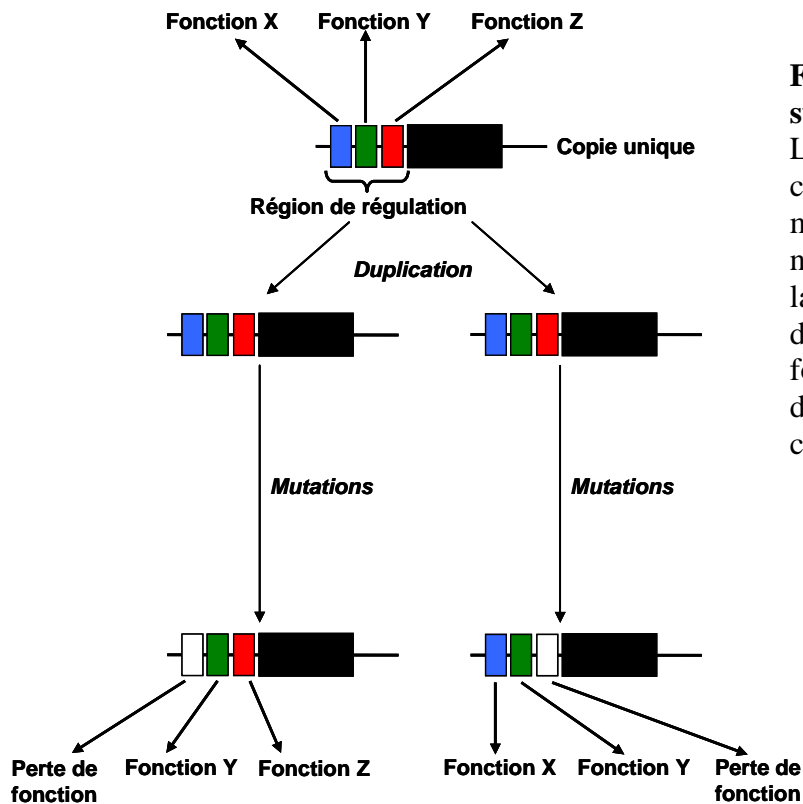 Fonction X Fonction Y Fonction Z
Copie unique
Région de régulation
Duplication
Mutations Mutations
Perte de fonction Fonction Y Fonction Z Fonction X Fonction Y Perte de fonction